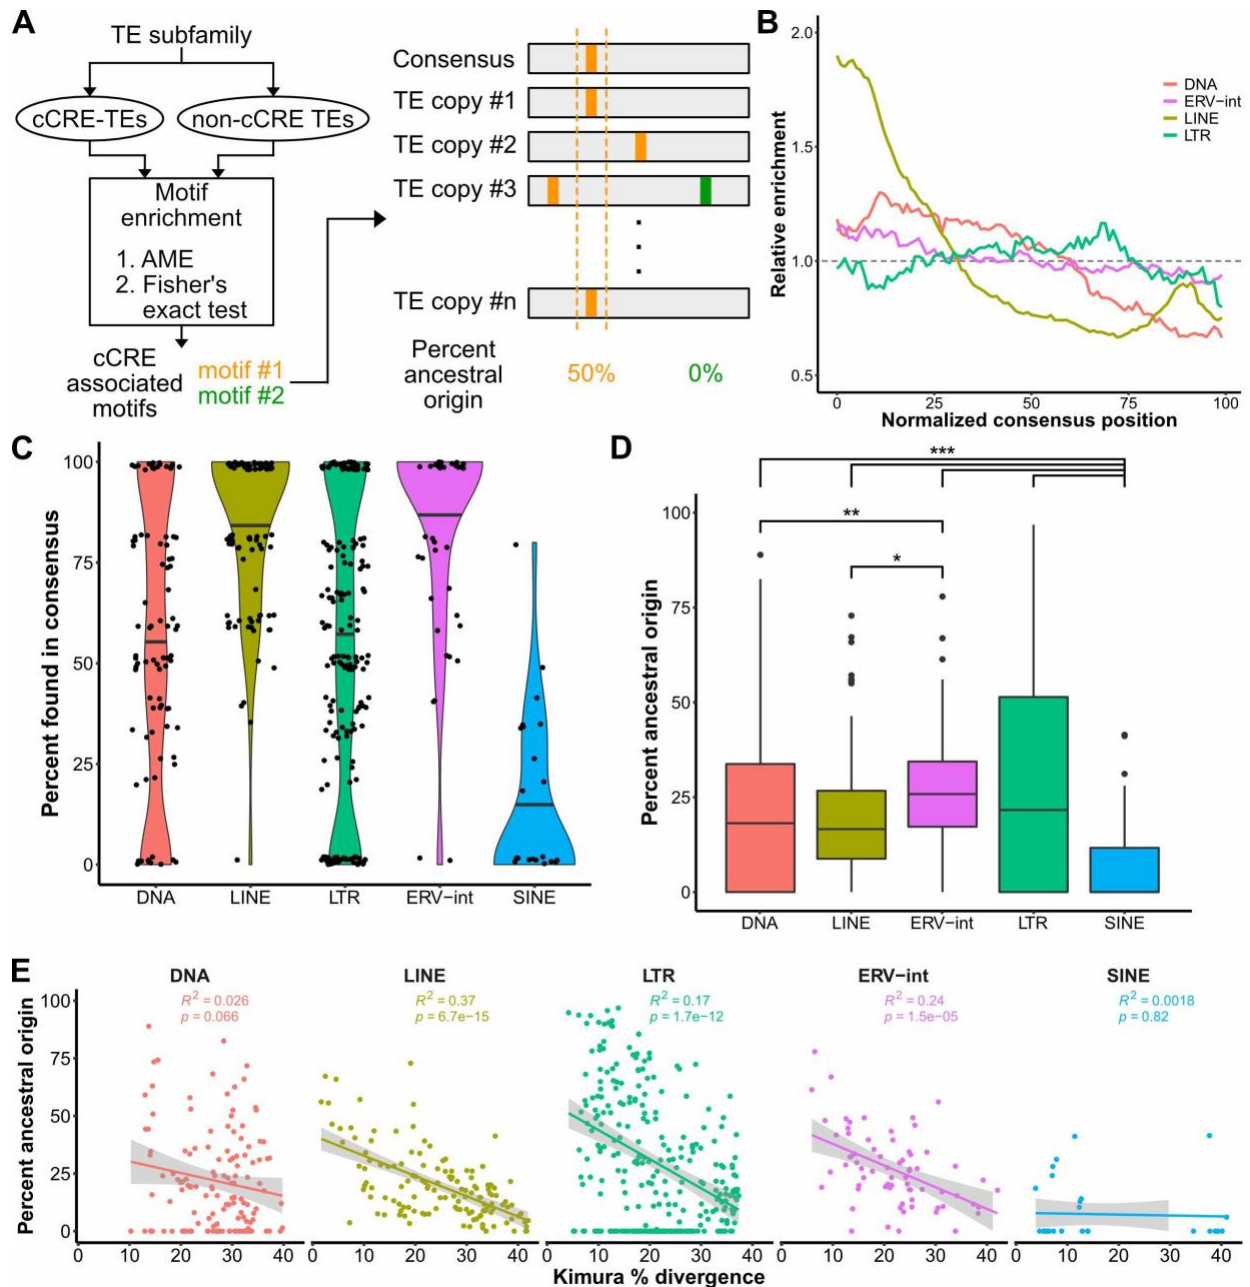 A
TE subfamily
cCRE-TEs
non-cCRE TEs
Motif
enrichment
1. AME
2. Fisher's
exact test
cCRE
associated
motifs
motif #1
motif #2
Consensus
TE copy #1
TE copy #2
TE copy #3
TE copy #n
Percent
ancestral
origin
50%
0%
B
Relative enrichment
2.0
1.5
1.0
0.5
DNA
ERV-int
LINE
LTR
0
25
50
75
100
Normalized consensus position
C
Percent found in consensus
100
75
50
25
0
DNA
LINE
LTR
ERV-int
SINE
D
Percent ancestral origin
***
**
*
100
75
50
25
0
DNA
LINE
ERV-int
LTR
SINE
E
Percent ancestral origin
100
75
50
25
0
DNA
R² = 0.026
p = 0.066
0 10 20 30 40
LINE
R² = 0.37
p = 6.7e-15
0 10 20 30 40
LTR
R² = 0.17
p = 1.7e-12
0 10 20 30 40
ERV-int
R² = 0.24
p = 1.5e-05
0 10 20 30 40
SINE
R² = 0.0018
p = 0.82
0 10 20 30 40
Kimura % divergence